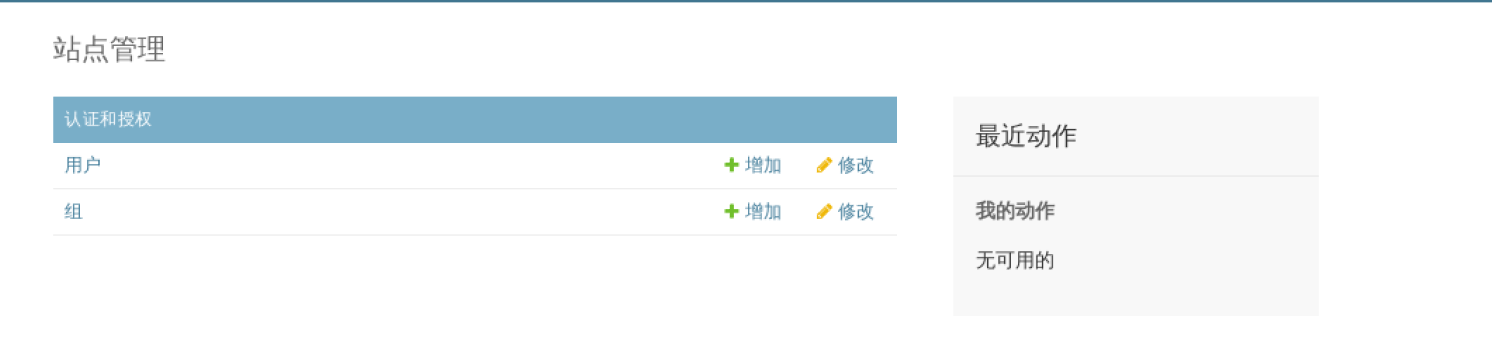 站点管理
认证和授权
用户 增加 修改
组 增加 修改
最近动作
我的动作
无可用的